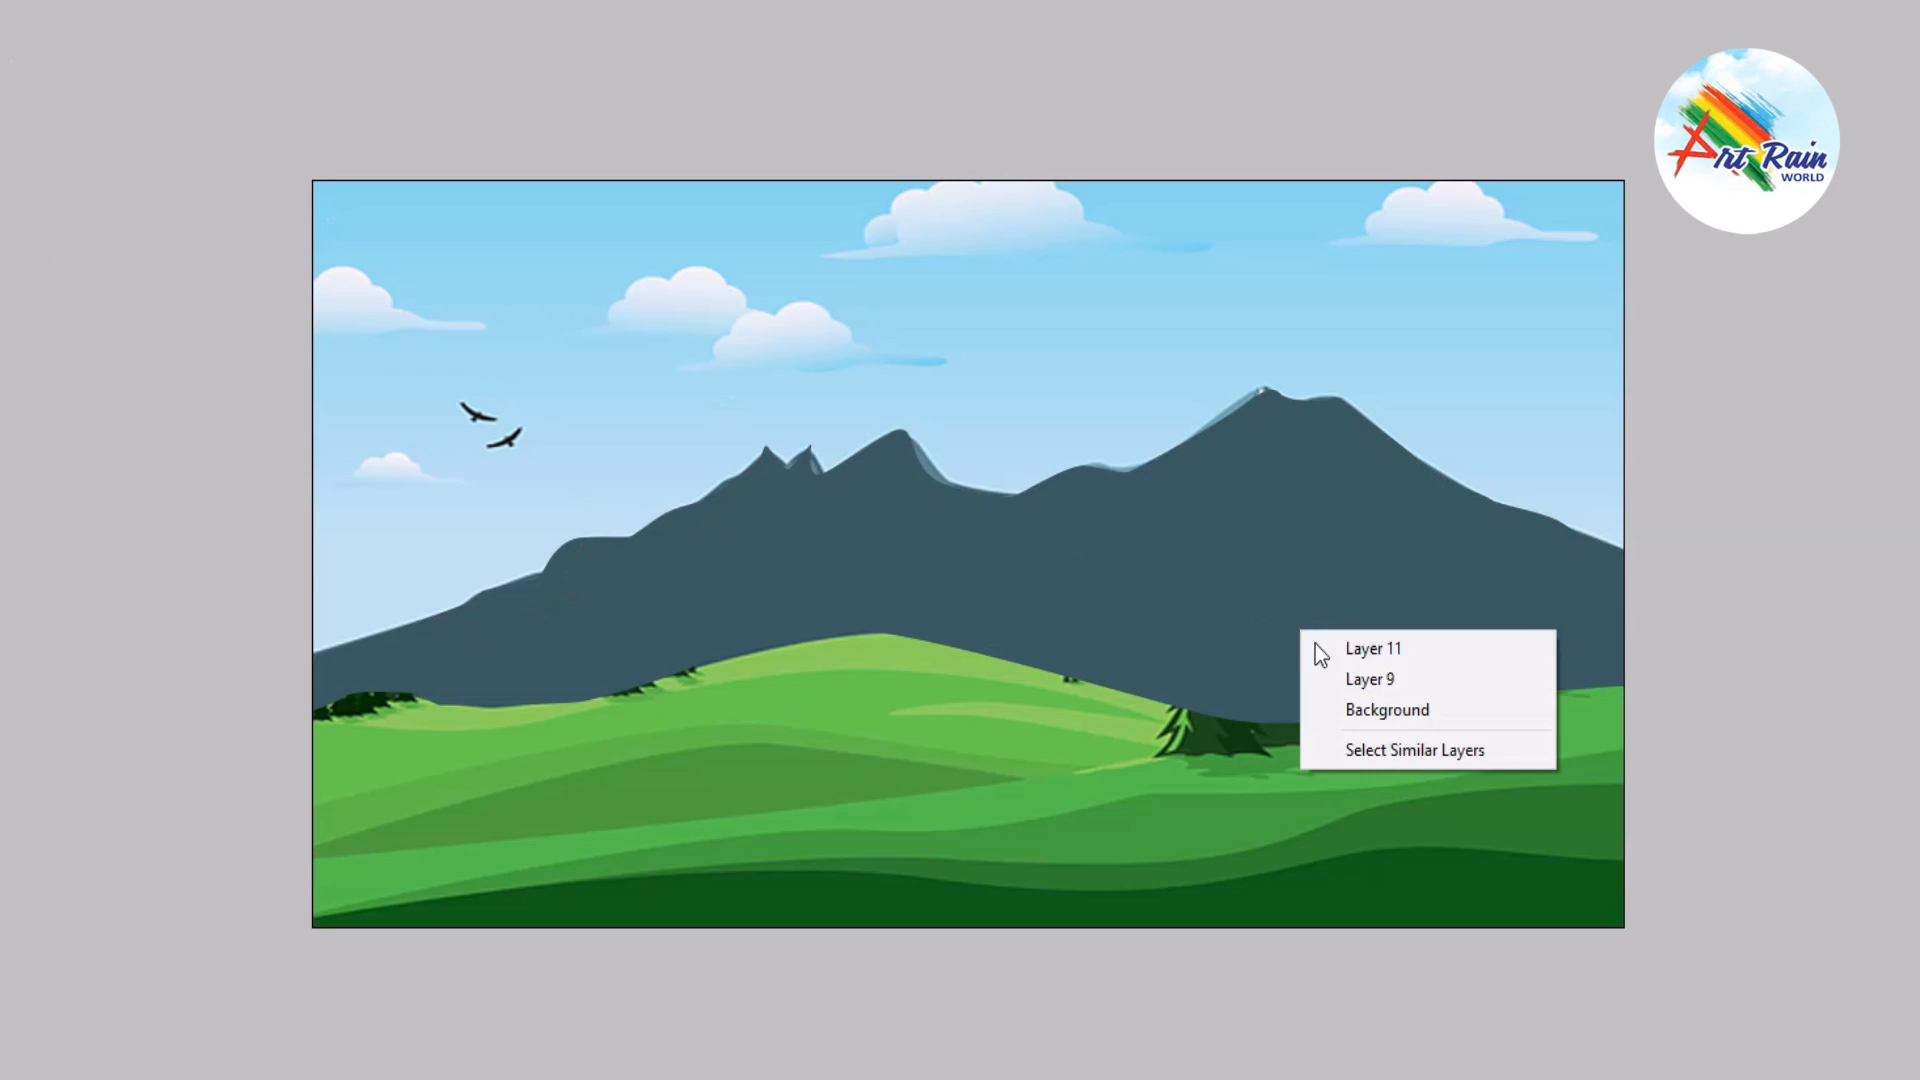 Art Rain
WORLD
Layer 11
Layer 9
Background
Select Similar Layers